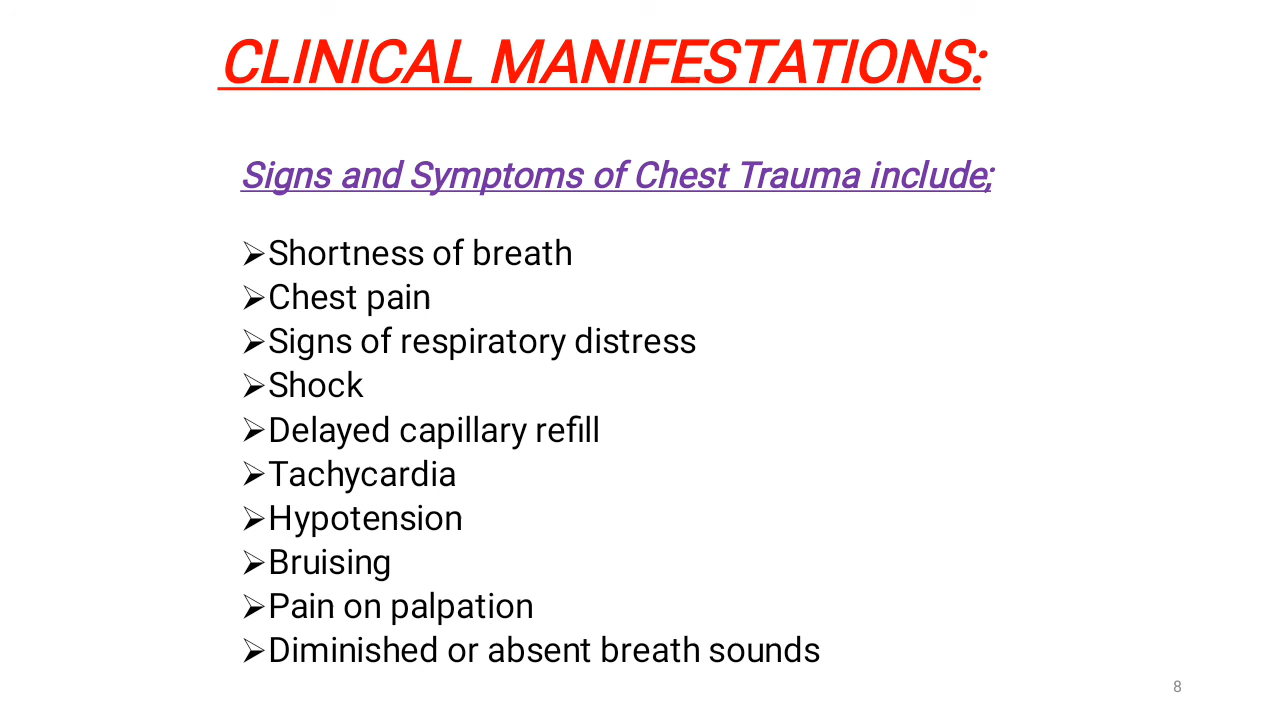 CLINICAL MANIFESTATIONS:
Signs and Symptoms of Chest Trauma include;
➢Shortness of breath
➢Chest pain
➢Signs of respiratory distress
➢Shock
➢Delayed capillary refill
➢Tachycardia
➢Hypotension
➢Bruising
➢Pain on palpation
➢Diminished or absent breath sounds
8